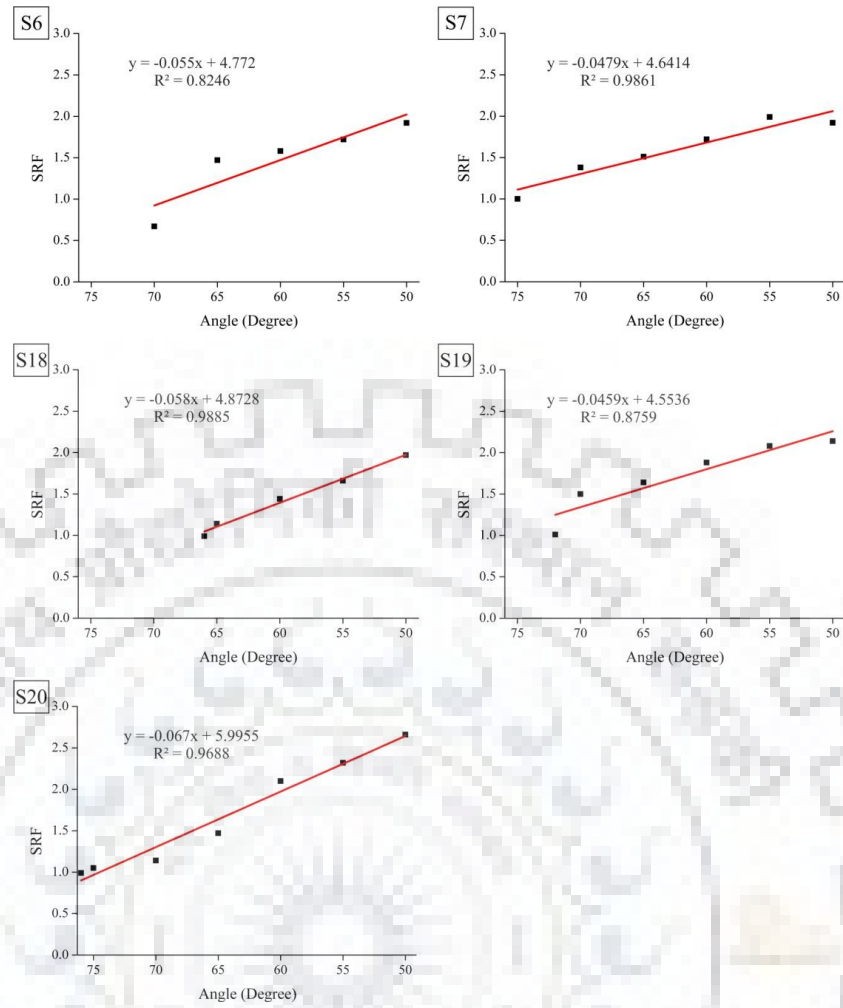 S6
y = -0.055x + 4.772
R² = 0.8246
3.0
2.5
2.0
1.5
1.0
0.5
0.0
SRF
75 70 65 60 55 50
Angle (Degree)
S7
y = -0.0479x + 4.6414
R² = 0.9861
3.0
2.5
2.0
1.5
1.0
0.5
0.0
SRF
75 70 65 60 55 50
Angle (Degree)
S18
y = -0.058x + 4.8728
R² = 0.9885
3.0
2.5
2.0
1.5
1.0
0.5
0.0
SRF
75 70 65 60 55 50
Angle (Degree)
S19
y = -0.0459x + 4.5536
R² = 0.8759
3.0
2.5
2.0
1.5
1.0
0.5
0.0
SRF
75 70 65 60 55 50
Angle (Degree)
S20
y = -0.067x + 5.9955
R² = 0.9688
3.0
2.5
2.0
1.5
1.0
0.5
0.0
SRF
75 70 65 60 55 50
Angle (Degree)